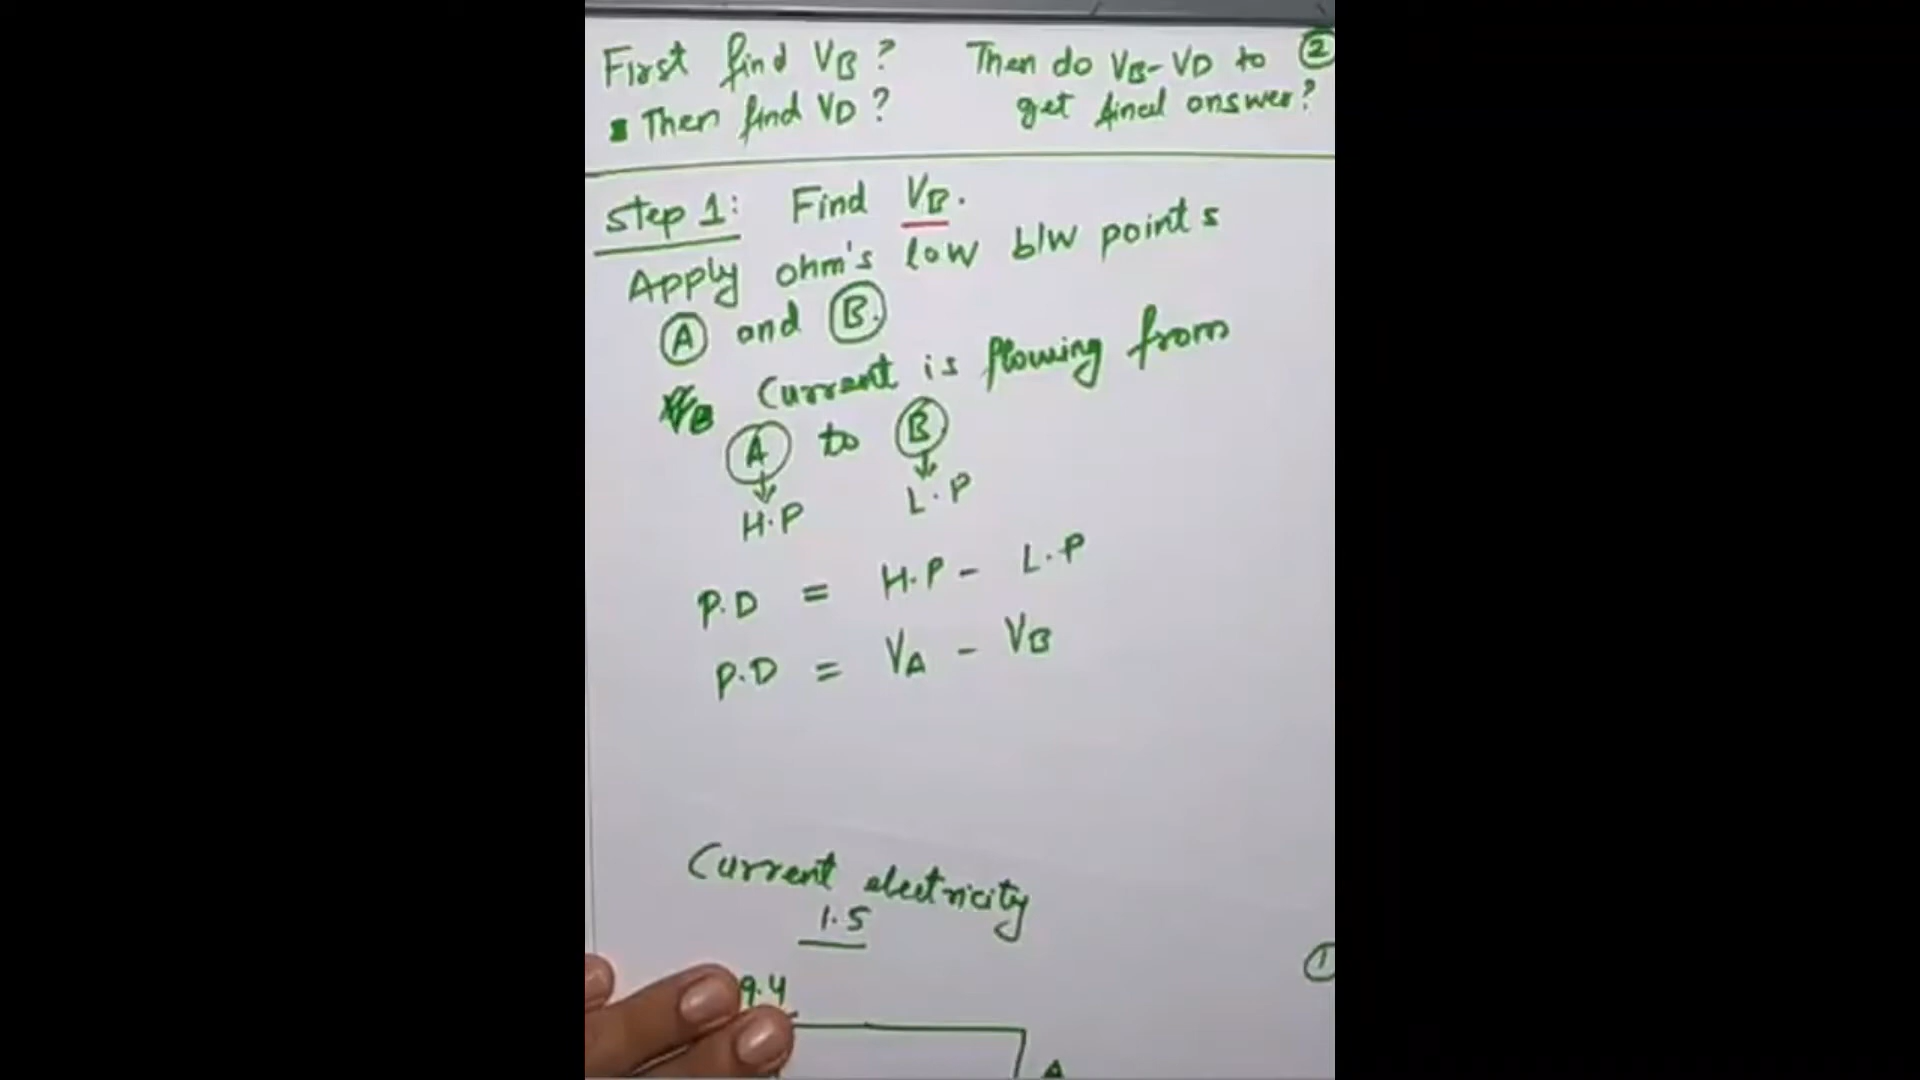 First find VB?
Then find VD?
Then do VB-VD to
get final answer?
2
Step 1: Find VB.
Apply ohm's low b/w points
A and B.
Current is flowing from
A to B
H.P L.P
P.D = H.P - L.P
P.D = VA - VB
Current electricity
1.5
1
9.4
A